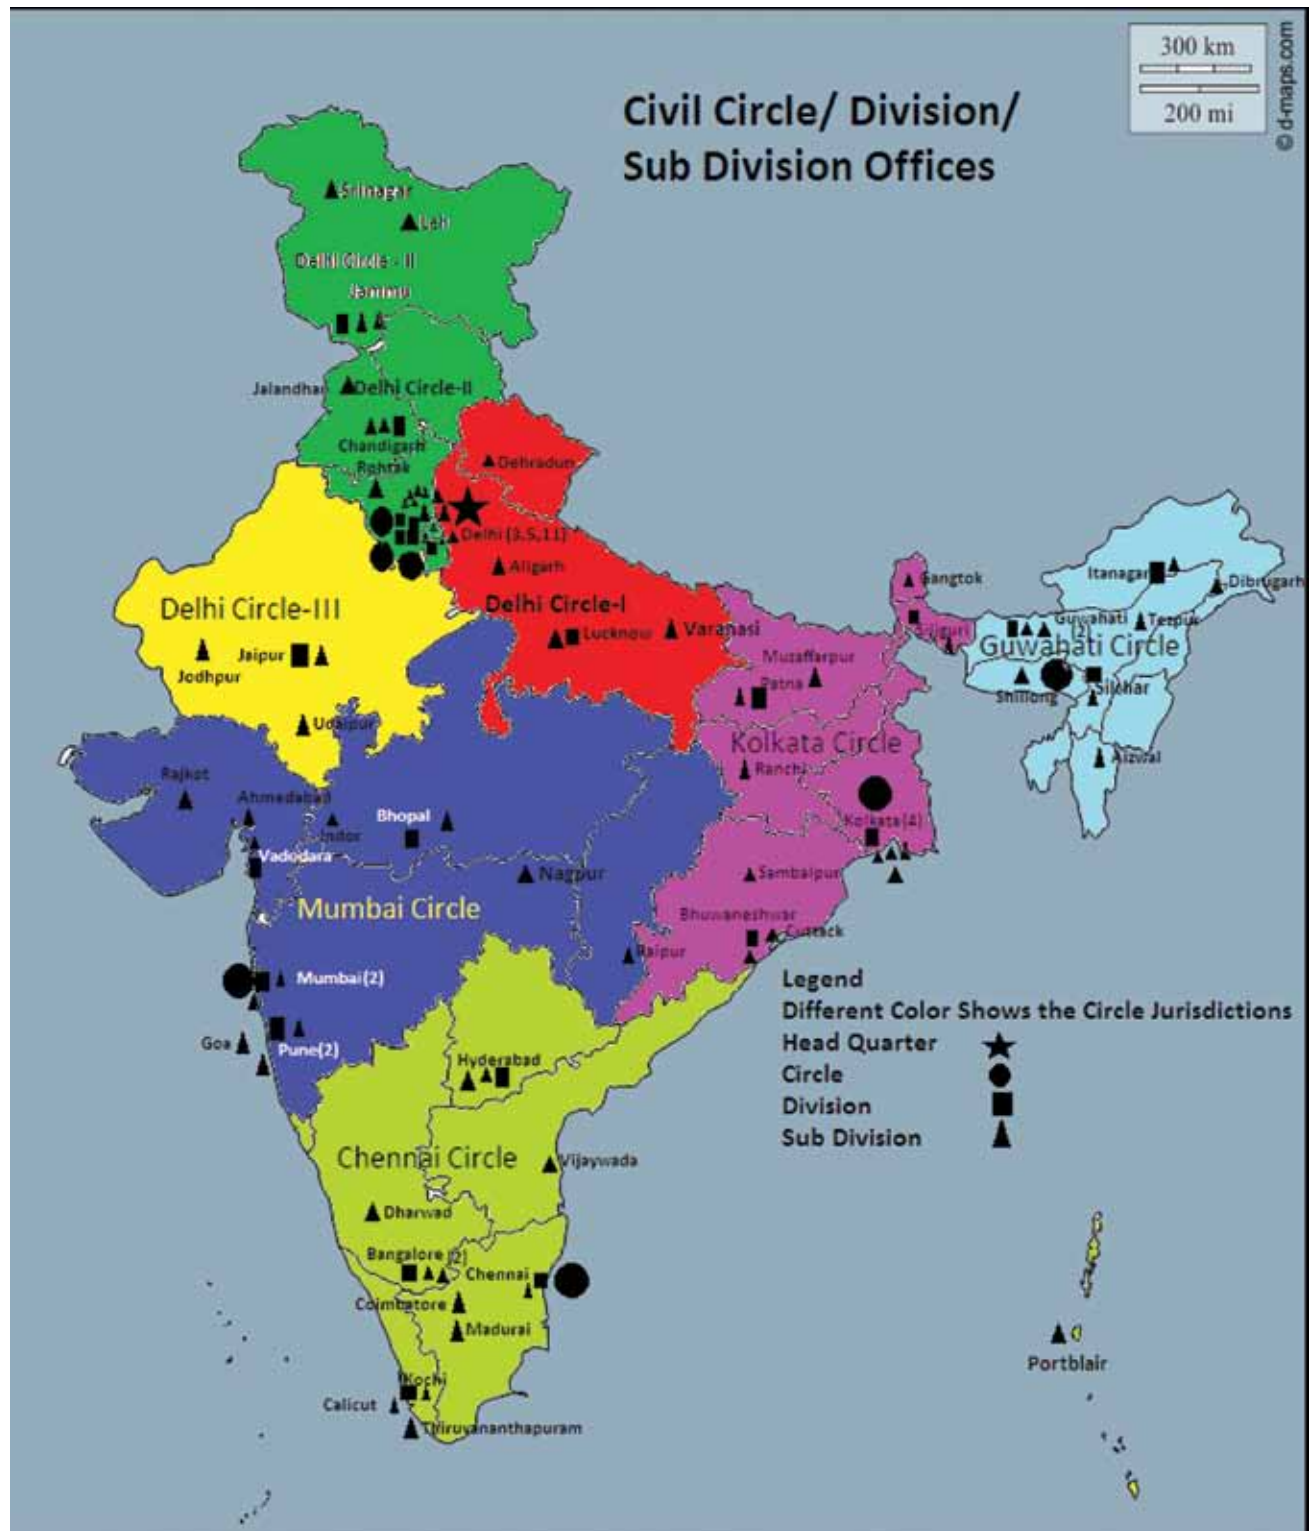 300 km
200 mi
© d-maps.com
Civil Circle/ Division/
Sub Division Offices
Srinagar
Leh
Delhi Circle - II
Jammu
Jalandhar
Delhi Circle-II
Chandigarh
Rohtak
Dehradun
Delhi (3,5,11)
Aligarh
Delhi Circle-I
Lucknow
Varanasi
Delhi Circle-III
Jaipur
Jodhpur
Udaipur
Gangtok
Siliguri
Muzaffarpur
Patna
Kolkata Circle
Ranchi
Kolkata(4)
Sambalpur
Bhuwaneshwar
Cuttack
Itanagar
Dibrugarh
Guwahati
(2)
Tezpur
Guwahati Circle
Shillong
Silchar
Aizwal
Rajkot
Ahmedabad
Indor
Bhopal
Vadodara
Nagpur
Mumbai Circle
Raipur
Mumbai(2)
Goa
Pune(2)
Legend
Different Color Shows the Circle Jurisdictions
Head Quarter
Circle
Division
Sub Division
Hyderabad
Chennai Circle
Vijaywada
Dharwad
Bangalore (2)
Chennai
Coimbatore
Madurai
Kochi
Calicut
Thiruvananthapuram
Portblair